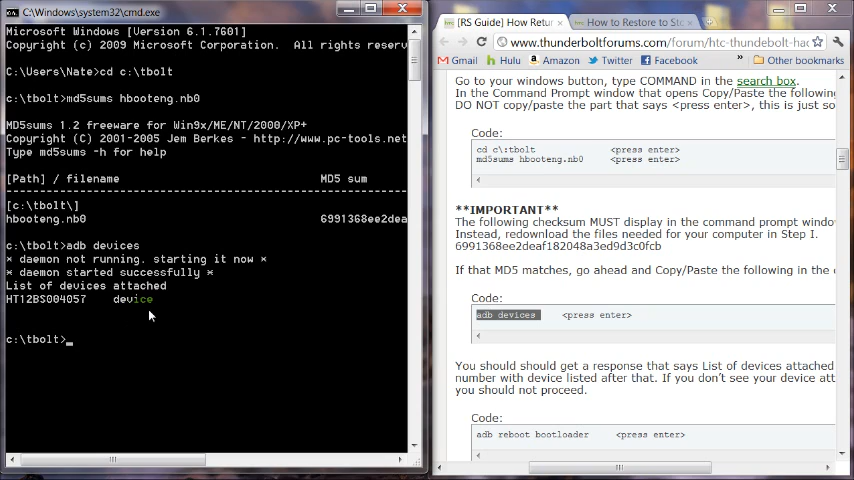 C:\Windows\system32\cmd.exe
Microsoft Windows [Version 6.1.7601]
Copyright (c) 2009 Microsoft Corporation. All rights reserv
C:\Users\Nate>cd c:\tbolt
c:\tbolt>md5sums hbooteng.nb0
MD5sums 1.2 freeware for Win9x/ME/NT/2000/XP+
Copyright (C) 2001-2005 Jem Berkes - http://www.pc-tools.net
Type md5sums -h for help
[Path] / filename MD5 sum
[c:\tbolt\]
hbooteng.nb0 6991368ee2dea
c:\tbolt>adb devices
* daemon not running. starting it now *
* daemon started successfully *
List of devices attached
HT12BS004057 device
c:\tbolt>
[RS Guide] How Retur
How to Restore to Sto
www.thunderboltforums.com/forum/htc-thundebolt-hac
Gmail Hulu Amazon Twitter Facebook » Other bookmarks
Go to your windows button, type COMMAND in the search box.
In the Command Prompt window that opens Copy/Paste the following
DO NOT copy/paste the part that says <press enter>, this is just so
Code:
cd c\:tbolt <press enter>
md5sums hbooteng.nb0 <press enter>
**IMPORTANT**
The following checksum MUST display in the command prompt windo
Instead, redownload the files needed for your computer in Step I.
6991368ee2deaf182048a3ed9d3c0fcb
If that MD5 matches, go ahead and Copy/Paste the following in the c
Code:
adb devices <press enter>
You should should get a response that says List of devices attached
number with device listed after that. If you don't see your device att
you should not proceed.
Code:
adb reboot bootloader <press enter>